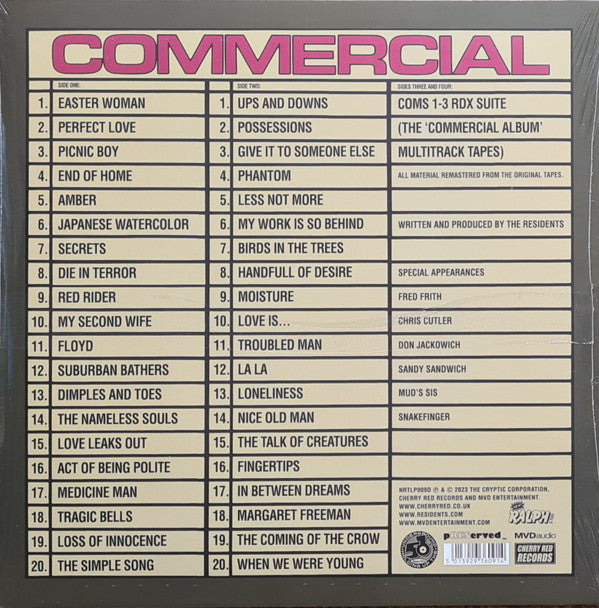 COMMERCIAL
SIDE ONE:
1. EASTER WOMAN
2. PERFECT LOVE
3. PICNIC BOY
4. END OF HOME
5. AMBER
6. JAPANESE WATERCOLOR
7. SECRETS
8. DIE IN TERROR
9. RED RIDER
10. MY SECOND WIFE
11. FLOYD
12. SUBURBAN BATHERS
13. DIMPLES AND TOES
14. THE NAMELESS SOULS
15. LOVE LEAKS OUT
16. ACT OF BEING POLITE
17. MEDICINE MAN
18. TRAGIC BELLS
19. LOSS OF INNOCENCE
20. THE SIMPLE SONG
SIDE TWO:
1. UPS AND DOWNS
2. POSSESSIONS
3. GIVE IT TO SOMEONE ELSE
4. PHANTOM
5. LESS NOT MORE
6. MY WORK IS SO BEHIND
7. BIRDS IN THE TREES
8. HANDFULL OF DESIRE
9. MOISTURE
10. LOVE IS...
11. TROUBLED MAN
12. LA LA
13. LONELINESS
14. NICE OLD MAN
15. THE TALK OF CREATURES
16. FINGERTIPS
17. IN BETWEEN DREAMS
18. MARGARET FREEMAN
19. THE COMING OF THE CROW
20. WHEN WE WERE YOUNG
SIDES THREE AND FOUR:
COMS 1-3 RDX SUITE
(THE 'COMMERCIAL ALBUM'
MULTITRACK TAPES)
ALL MATERIAL REMASTERED FROM THE ORIGINAL TAPES.
WRITTEN AND PRODUCED BY THE RESIDENTS
SPECIAL APPEARANCES
FRED FRITH
CHRIS CUTLER
DON JACKOWICH
SANDY SANDWICH
MUD'S SIS
SNAKEFINGER
NRTLP009D Ⓟ & © 2023 THE CRYPTIC CORPORATION,
CHERRY RED RECORDS AND MVD ENTERTAINMENT.
WWW.CHERRYRED.CO.UK
WWW.RESIDENTS.COM
WWW.MVDENTERTAINMENT.COM
RALPH
50
pREServed
MVDaudio
CHERRY RED
RECORDS
5 013929 360914